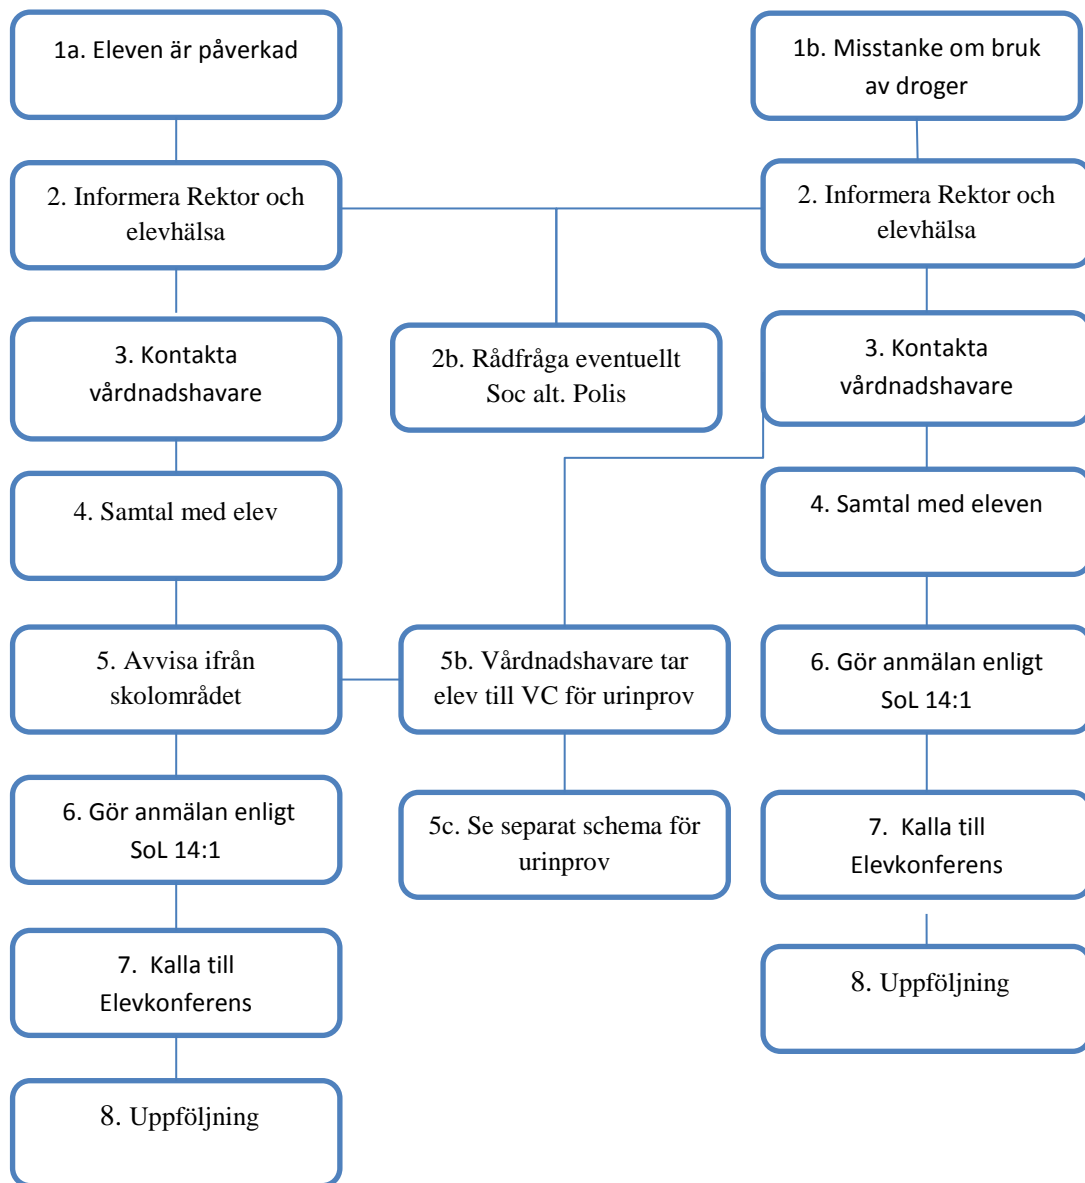 1a. Eleven är påverkad
2. Informera Rektor och
elevhälsa
3. Kontakta
vårdnadshavare
4. Samtal med elev
5. Avvisa ifrån
skolområdet
6. Gör anmälan enligt
SoL 14:1
7. Kalla till
Elevkonferens
8. Uppföljning
2b. Rådfråga eventuellt
Soc alt. Polis
5b. Vårdnadshavare tar
elev till VC för urinprov
5c. Se separat schema för
urinprov
1b. Misstanke om bruk
av droger
2. Informera Rektor och
elevhälsa
3. Kontakta
vårdnadshavare
4. Samtal med eleven
6. Gör anmälan enligt
SoL 14:1
7. Kalla till
Elevkonferens
8. Uppföljning